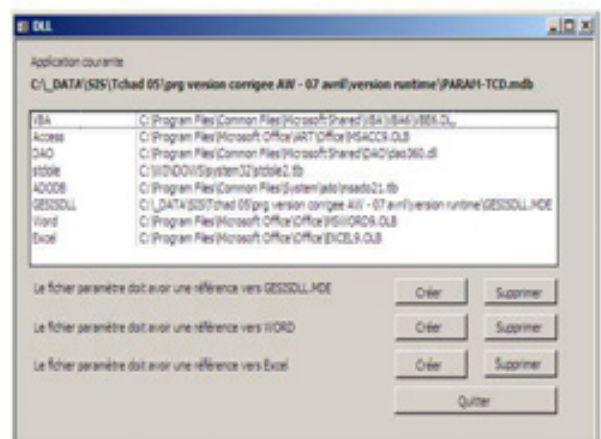 DLL
Application courante
C:\_DATA\SIS\Tchad 05\prg version corrigee AW - 07 avril\version runtime\PARAM-TCD.mdb
VBA C:\Program Files\Common Files\Microsoft Shared\VBA\VBA6\VBE6.DLL
Access C:\Program Files\Microsoft Office\ART\Office\MSACC9.OLB
DAO C:\Program Files\Common Files\Microsoft Shared\DAO\dao360.dll
stdole C:\WINDOWS\system32\stdole2.tlb
ADODB C:\Program Files\Common Files\System\ado\msado21.tlb
GESISDLL C:\_DATA\SIS\Tchad 05\prg version corrigee AW - 07 avril\version runtime\GESISDLL.MDE
Word C:\Program Files\Microsoft Office\Office\MSWORD9.OLB
Excel C:\Program Files\Microsoft Office\Office\EXCEL9.OLB
Le fichier paramètre doit avoir une référence vers GESISDLL.MDE Créer Supprimer
Le fichier paramètre doit avoir une référence vers WORD Créer Supprimer
Le fichier paramètre doit avoir une référence vers Excel Créer Supprimer
Quitter